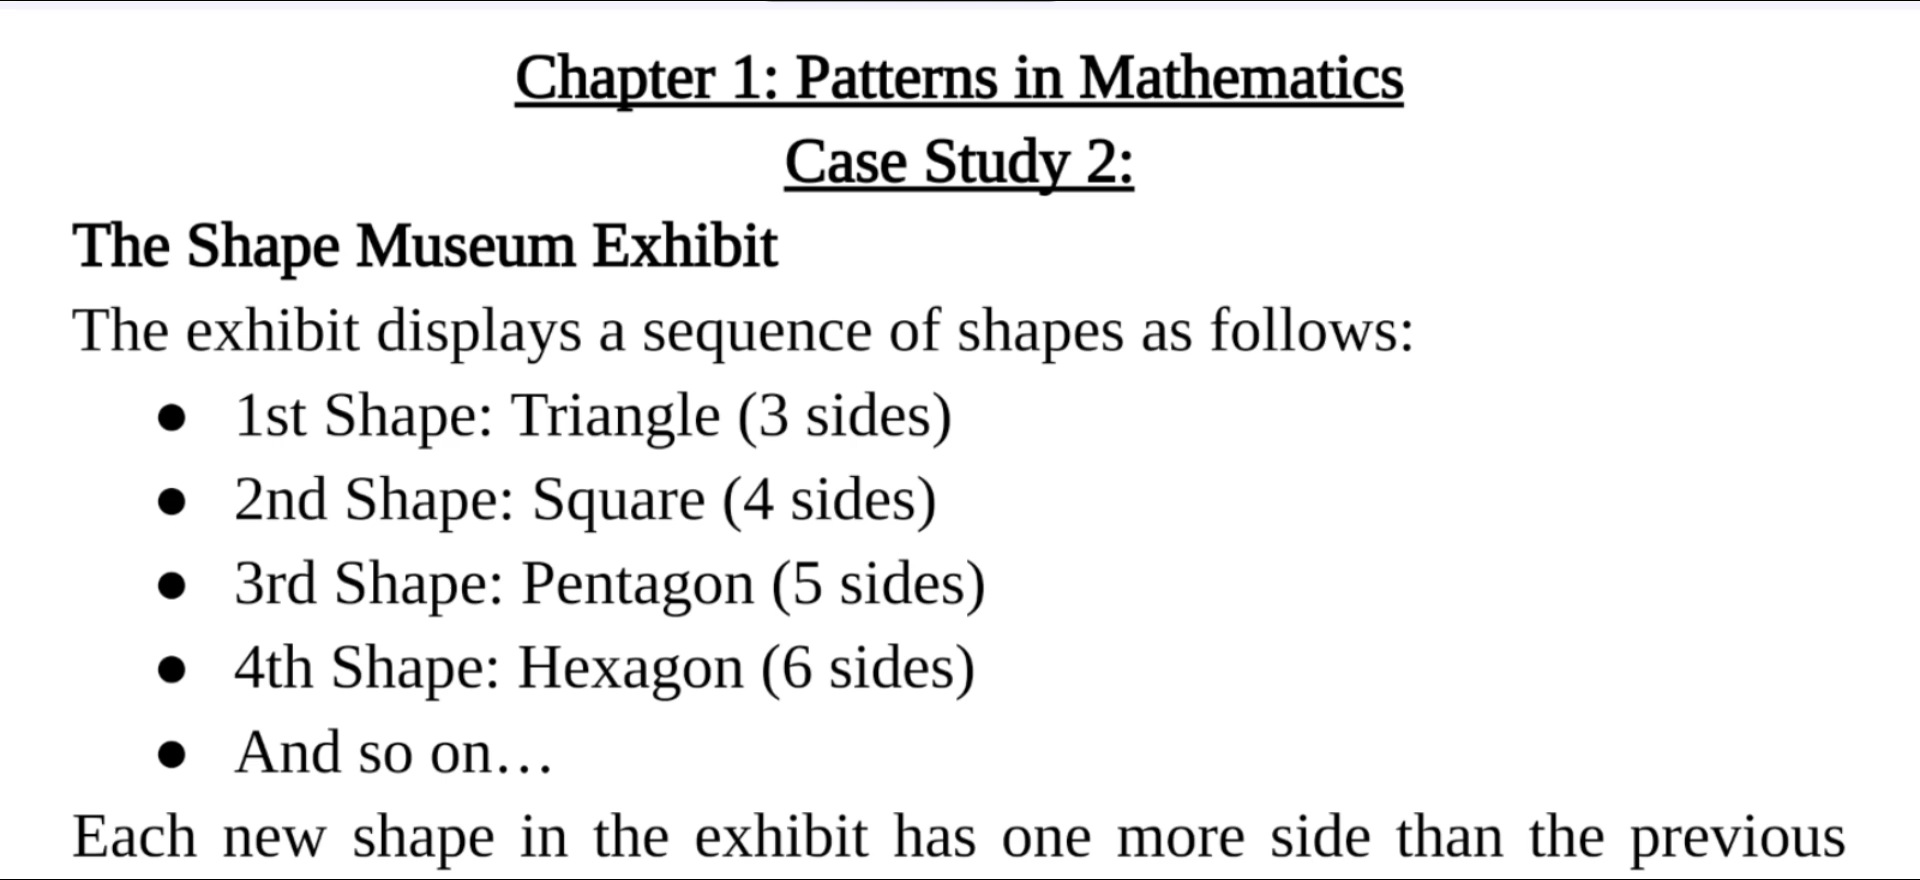 Chapter 1: Patterns in Mathematics
Case Study 2:
The Shape Museum Exhibit
The exhibit displays a sequence of shapes as follows:
● 1st Shape: Triangle (3 sides)
● 2nd Shape: Square (4 sides)
● 3rd Shape: Pentagon (5 sides)
● 4th Shape: Hexagon (6 sides)
● And so on…
Each new shape in the exhibit has one more side than the previous